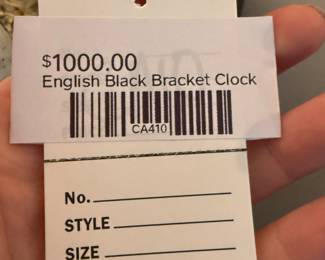 $1000.00
English Black Bracket Clock
CA410
No.
STYLE
SIZE